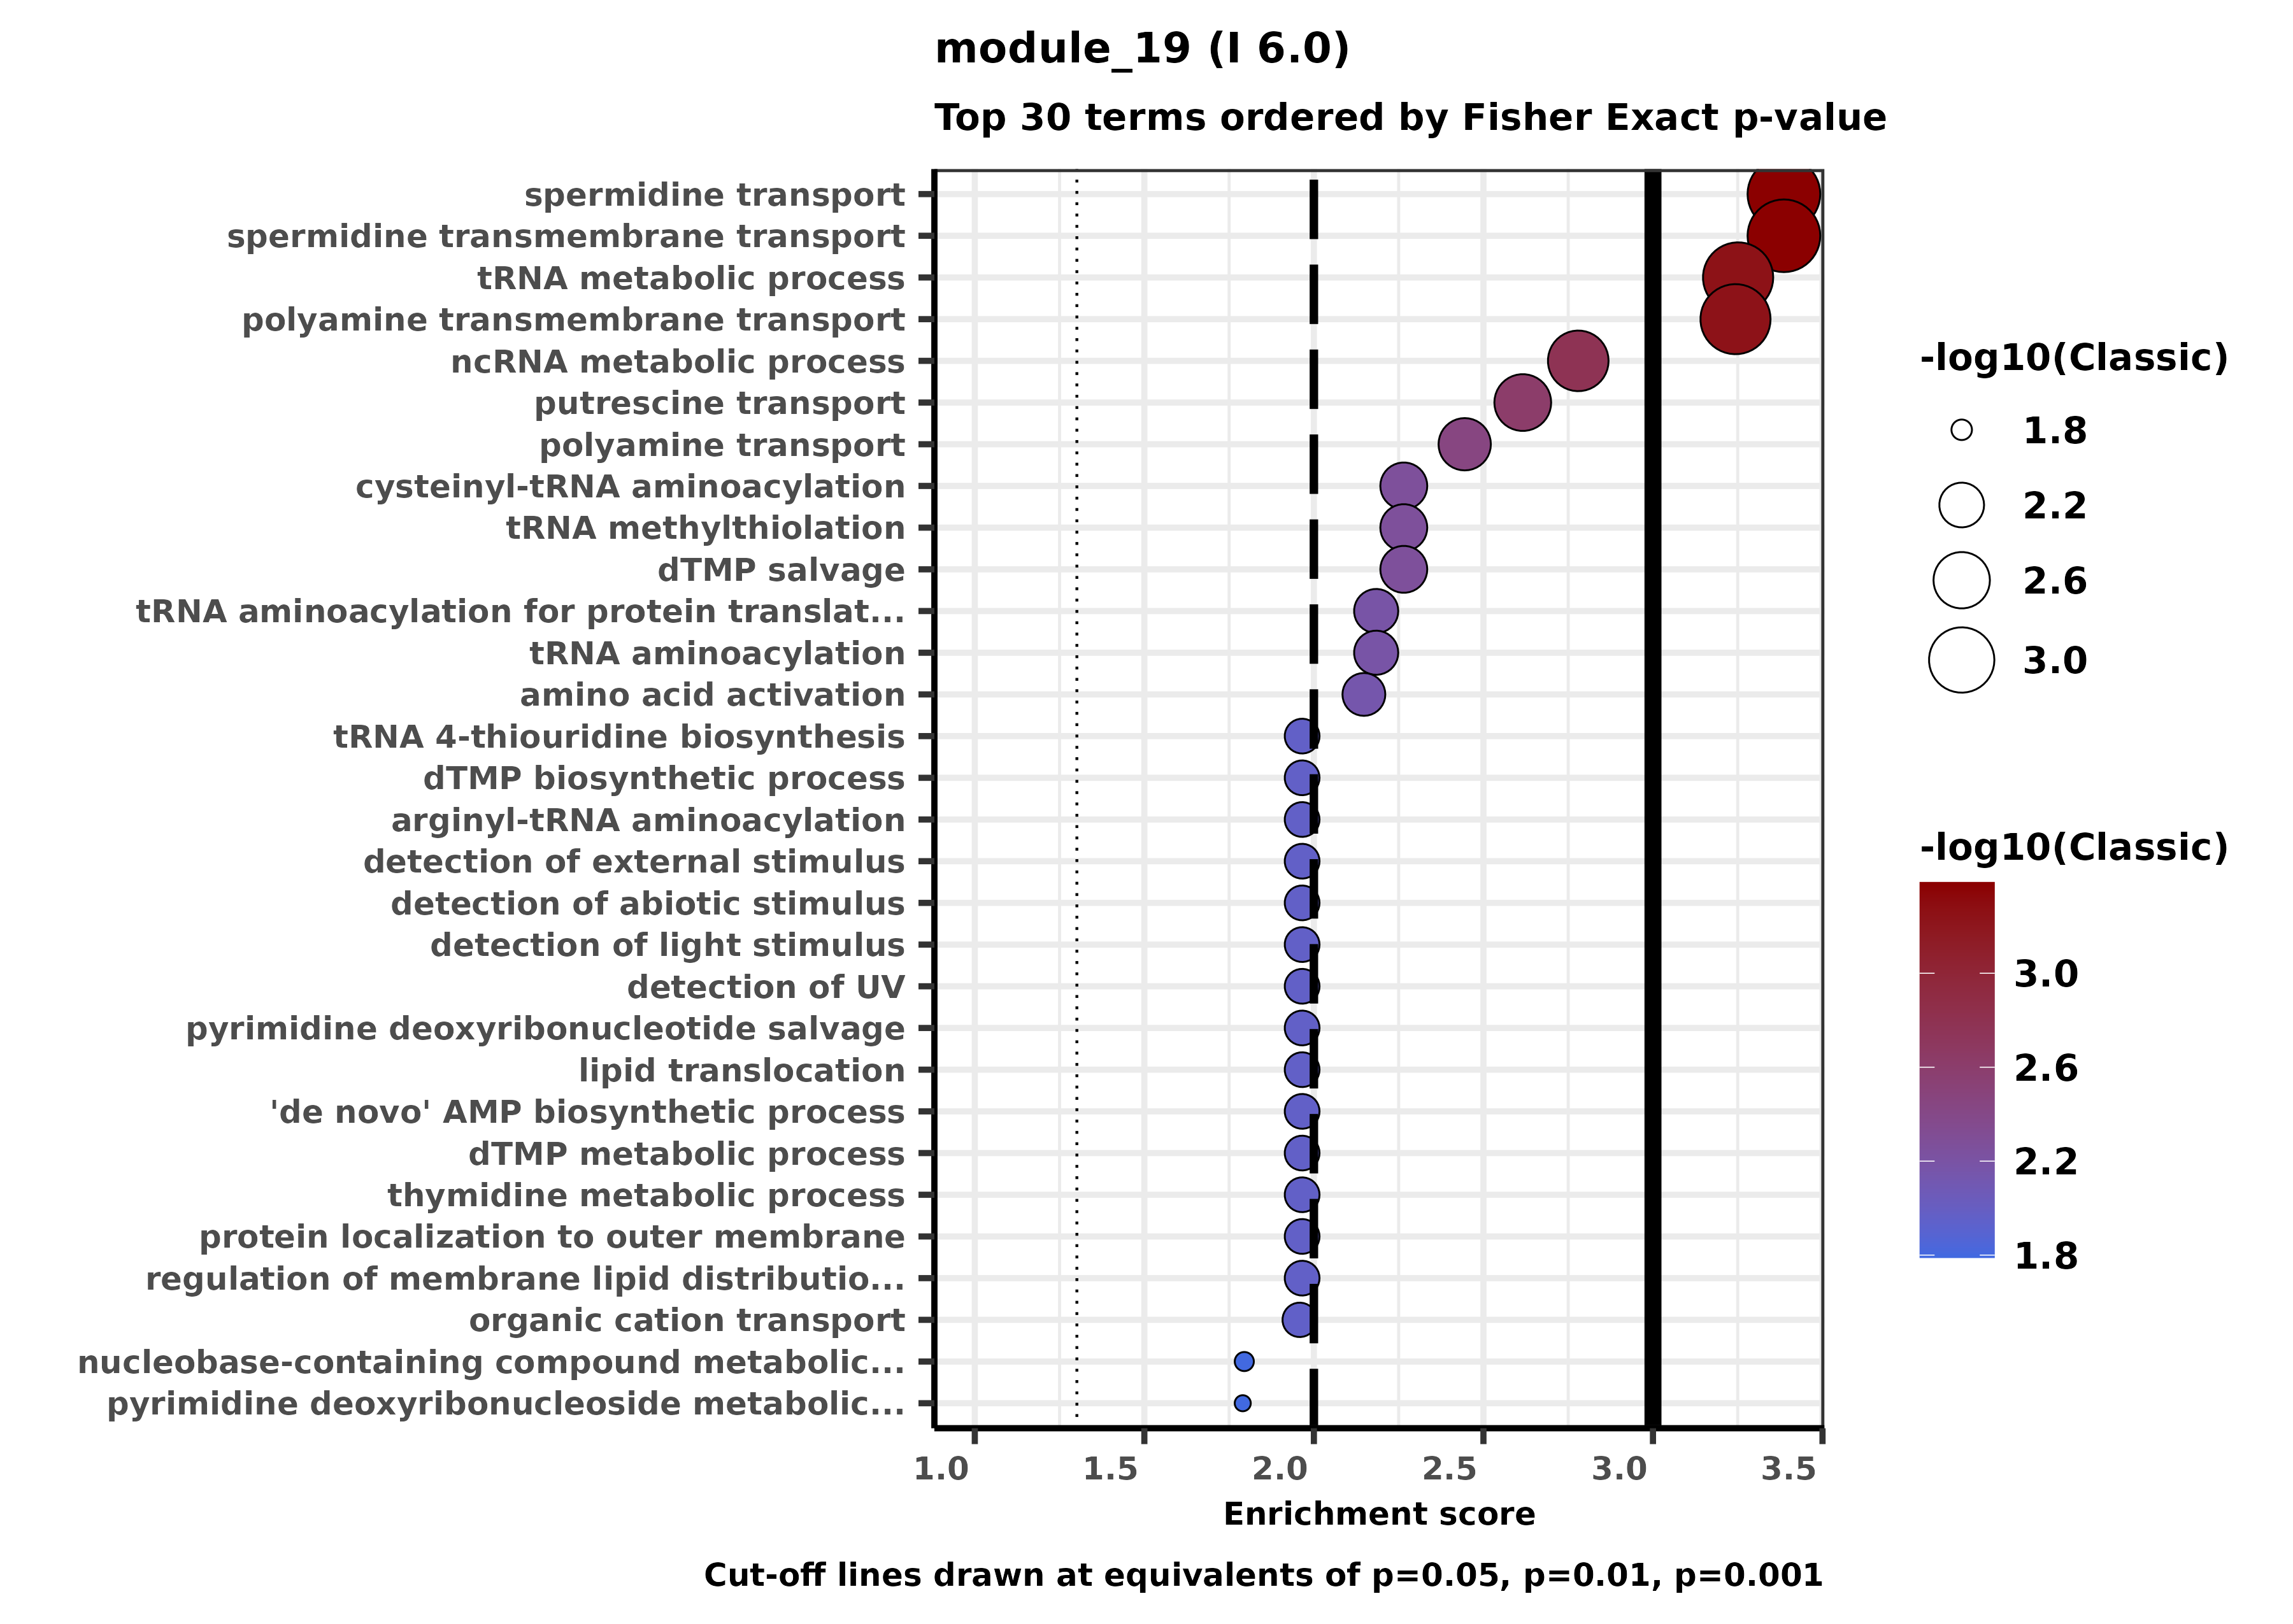 module_19 (I 6.0)
Top 30 terms ordered by Fisher Exact p-value
spermidine transport
spermidine transmembrane transport
tRNA metabolic process
polyamine transmembrane transport
ncRNA metabolic process
putrescine transport
polyamine transport
cysteinyl-tRNA aminoacylation
tRNA methylthiolation
dTMP salvage
tRNA aminoacylation for protein translat...
tRNA aminoacylation
amino acid activation
tRNA 4-thiouridine biosynthesis
dTMP biosynthetic process
arginyl-tRNA aminoacylation
detection of external stimulus
detection of abiotic stimulus
detection of light stimulus
detection of UV
pyrimidine deoxyribonucleotide salvage
lipid translocation
'de novo' AMP biosynthetic process
dTMP metabolic process
thymidine metabolic process
protein localization to outer membrane
regulation of membrane lipid distributio...
organic cation transport
nucleobase-containing compound metabolic...
pyrimidine deoxyribonucleoside metabolic...
1.0 1.5 2.0 2.5 3.0 3.5
Enrichment score
Cut-off lines drawn at equivalents of p=0.05, p=0.01, p=0.001
-log10(Classic)
1.8
2.2
2.6
3.0
-log10(Classic)
3.0
2.6
2.2
1.8